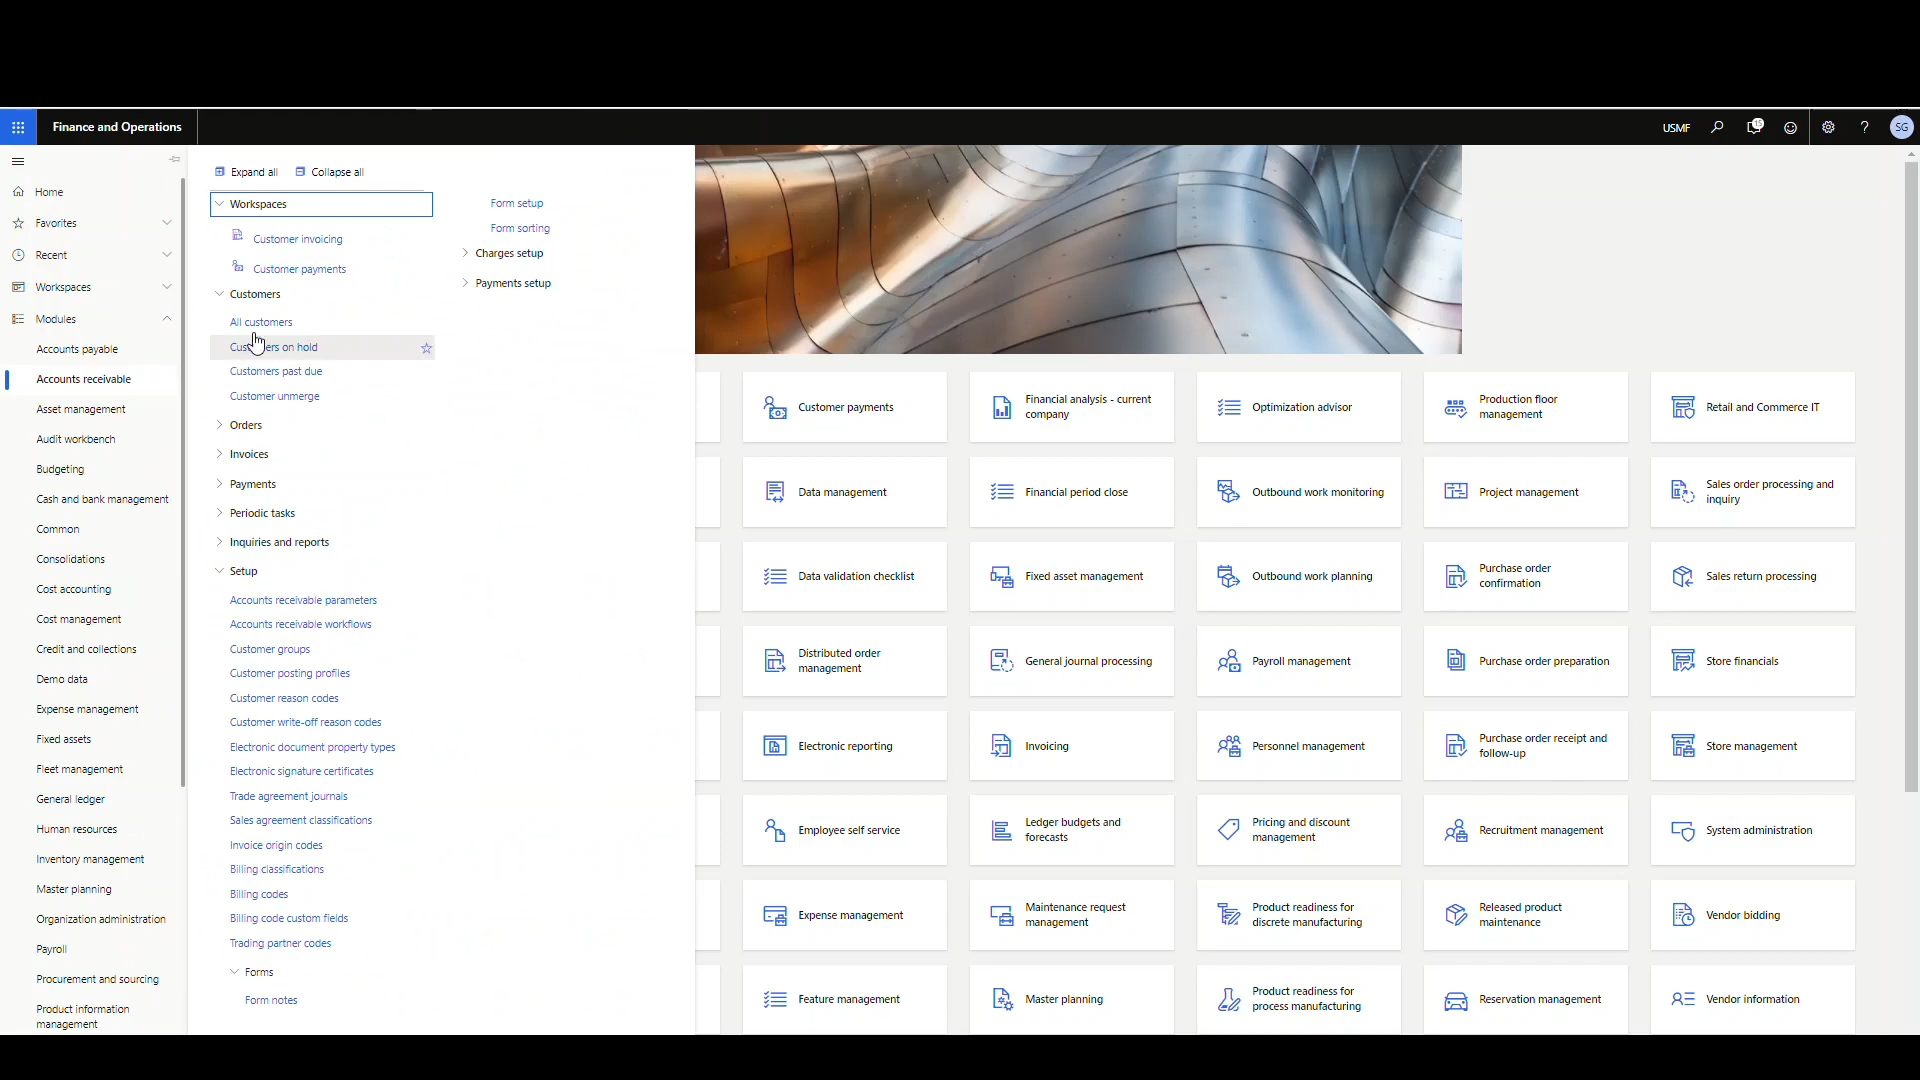 Finance and Operations
USMF
15
?
SG
Home
Favorites
Recent
Workspaces
Modules
Accounts payable
Accounts receivable
Asset management
Audit workbench
Budgeting
Cash and bank management
Common
Consolidations
Cost accounting
Cost management
Credit and collections
Demo data
Expense management
Fixed assets
Fleet management
General ledger
Human resources
Inventory management
Master planning
Organization administration
Payroll
Procurement and sourcing
Product information
management
Expand all
Collapse all
Workspaces
Customer invoicing
Customer payments
Customers
All customers
on hold
Customers past due
Customer unmerge
Orders
Invoices
Payments
Periodic tasks
Inquiries and reports
Setup
Accounts receivable parameters
Accounts receivable workflows
Customer groups
Customer posting profiles
Customer reason codes
Customer write-off reason codes
Electronic document property types
Electronic signature certificates
Trade agreement journals
Sales agreement classifications
Invoice origin codes
Billing classifications
Billing codes
Billing code custom fields
Trading partner codes
Forms
Form notes
Form setup
Form sorting
Charges setup
Payments setup
Customer payments
Financial analysis - current
company
Optimization advisor
Production floor
management
Retail and Commerce IT
Data management
Financial period close
Outbound work monitoring
Project management
Sales order processing and
inquiry
Data validation checklist
Fixed asset management
Outbound work planning
Purchase order
confirmation
Sales return processing
Distributed order
management
General journal processing
Payroll management
Purchase order preparation
Store financials
Electronic reporting
Invoicing
Personnel management
Purchase order receipt and
follow-up
Store management
Employee self service
Ledger budgets and
forecasts
Pricing and discount
management
Recruitment management
System administration
Expense management
Maintenance request
management
Product readiness for
discrete manufacturing
Released product
maintenance
Vendor bidding
Feature management
Master planning
Product readiness for
process manufacturing
Reservation management
Vendor information